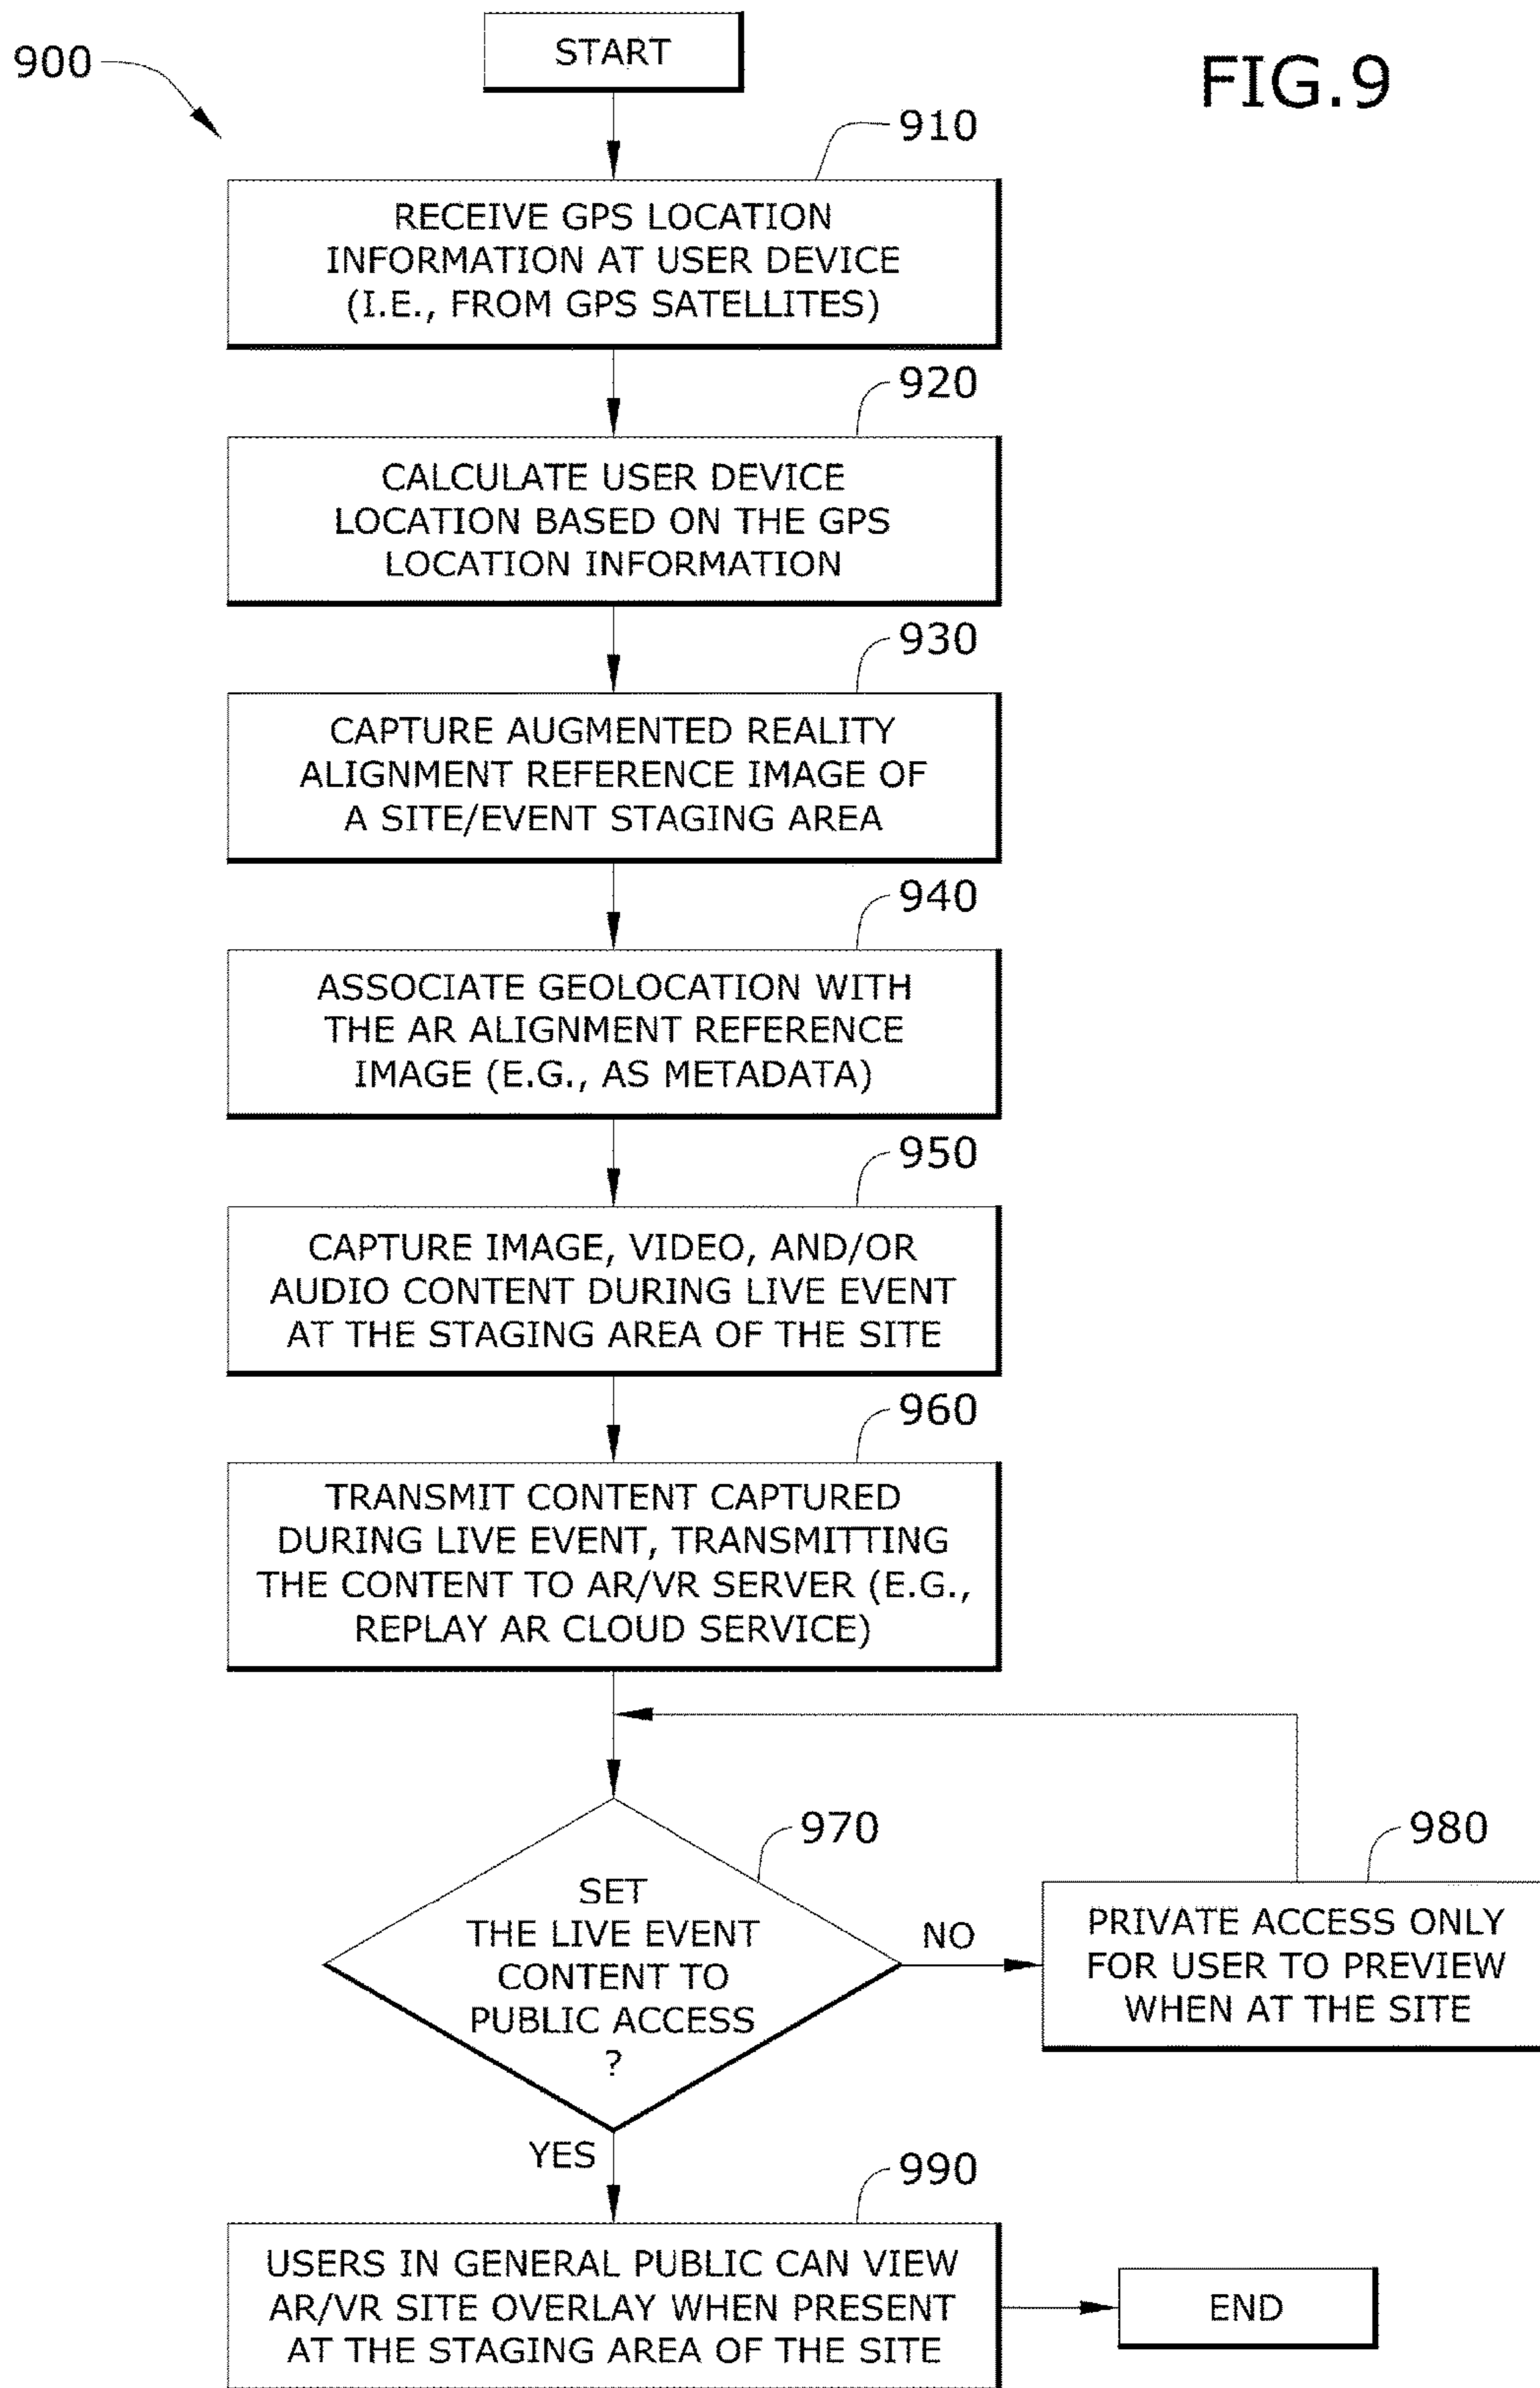 900
START
FIG.9
910
RECEIVE GPS LOCATION
INFORMATION AT USER DEVICE
(I.E., FROM GPS SATELLITES)
920
CALCULATE USER DEVICE
LOCATION BASED ON THE GPS
LOCATION INFORMATION
930
CAPTURE AUGMENTED REALITY
ALIGNMENT REFERENCE IMAGE OF
A SITE/EVENT STAGING AREA
940
ASSOCIATE GEOLOCATION WITH
THE AR ALIGNMENT REFERENCE
IMAGE (E.G., AS METADATA)
950
CAPTURE IMAGE, VIDEO, AND/OR
AUDIO CONTENT DURING LIVE EVENT
AT THE STAGING AREA OF THE SITE
960
TRANSMIT CONTENT CAPTURED
DURING LIVE EVENT, TRANSMITTING
THE CONTENT TO AR/VR SERVER (E.G.,
REPLAY AR CLOUD SERVICE)
970
SET
THE LIVE EVENT
CONTENT TO
PUBLIC ACCESS
?
NO
980
PRIVATE ACCESS ONLY
FOR USER TO PREVIEW
WHEN AT THE SITE
YES
990
USERS IN GENERAL PUBLIC CAN VIEW
AR/VR SITE OVERLAY WHEN PRESENT
AT THE STAGING AREA OF THE SITE
END